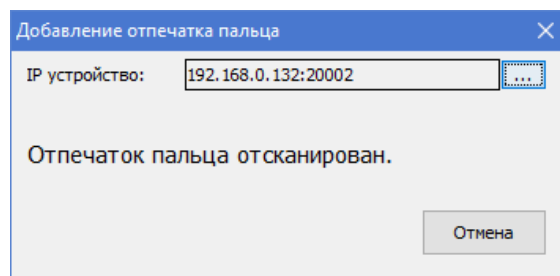 Добавление отпечатка пальца
IP устройство: 192.168.0.132:20002 ...
Отпечаток пальца отсканирован.
Отмена